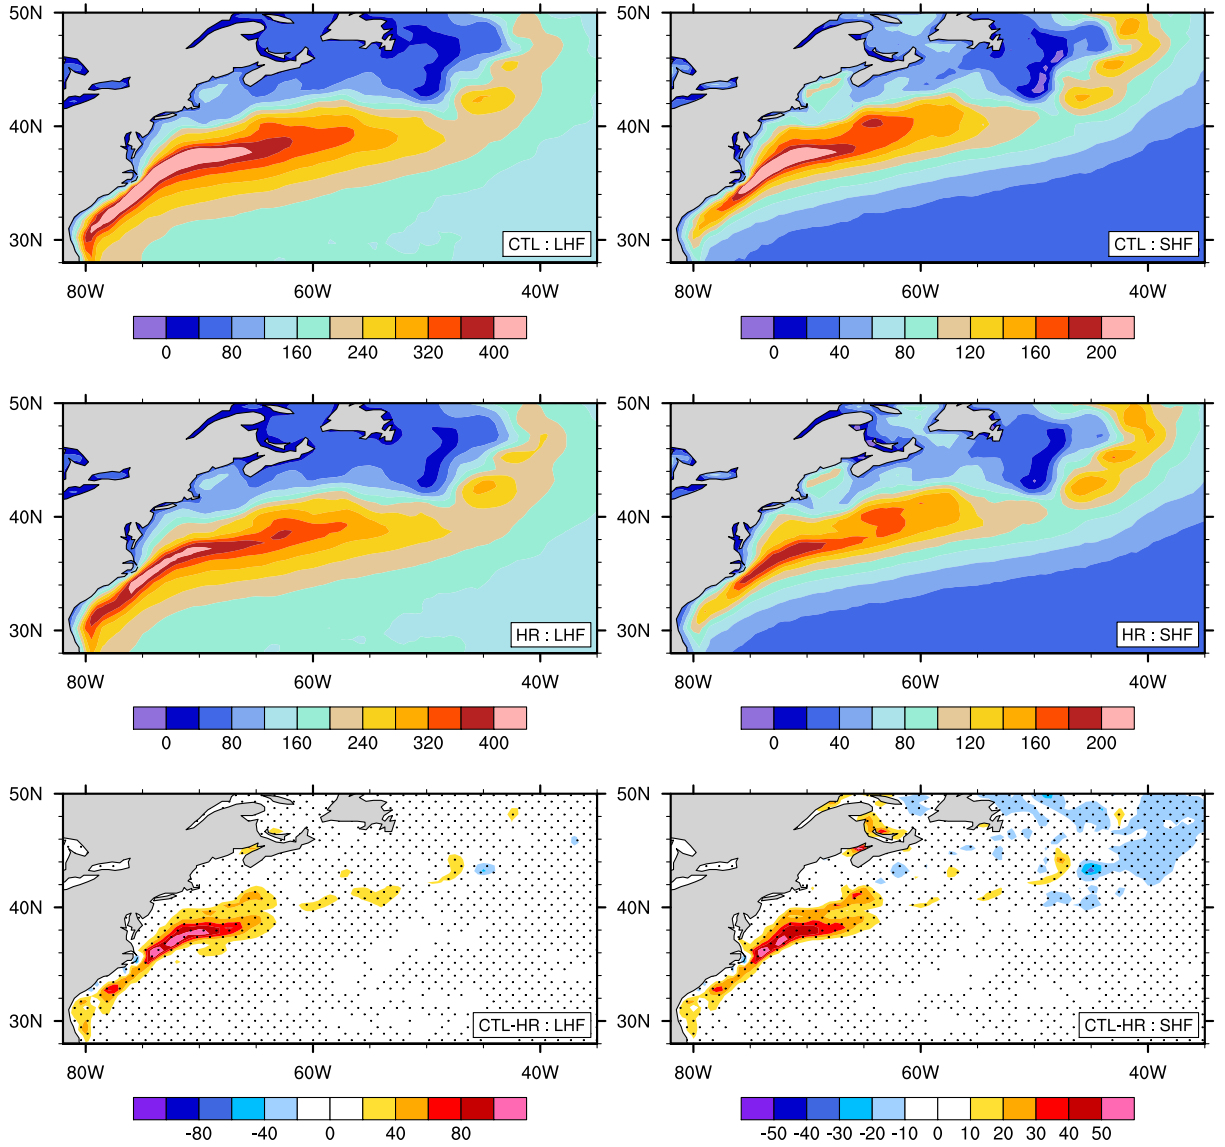 50N 50N
40N 40N
30N 30N
CTL : LHF CTL : SHF
80W 60W 40W 80W 60W 40W
0 80 160 240 320 400 0 40 80 120 160 200
50N 50N
40N 40N
30N 30N
HR : LHF HR : SHF
80W 60W 40W 80W 60W 40W
0 80 160 240 320 400 0 40 80 120 160 200
50N 50N
40N 40N
30N 30N
CTL-HR : LHF CTL-HR : SHF
80W 60W 40W 80W 60W 40W
-80 -40 0 40 80 -50 -40 -30 -20 -10 0 10 20 30 40 50